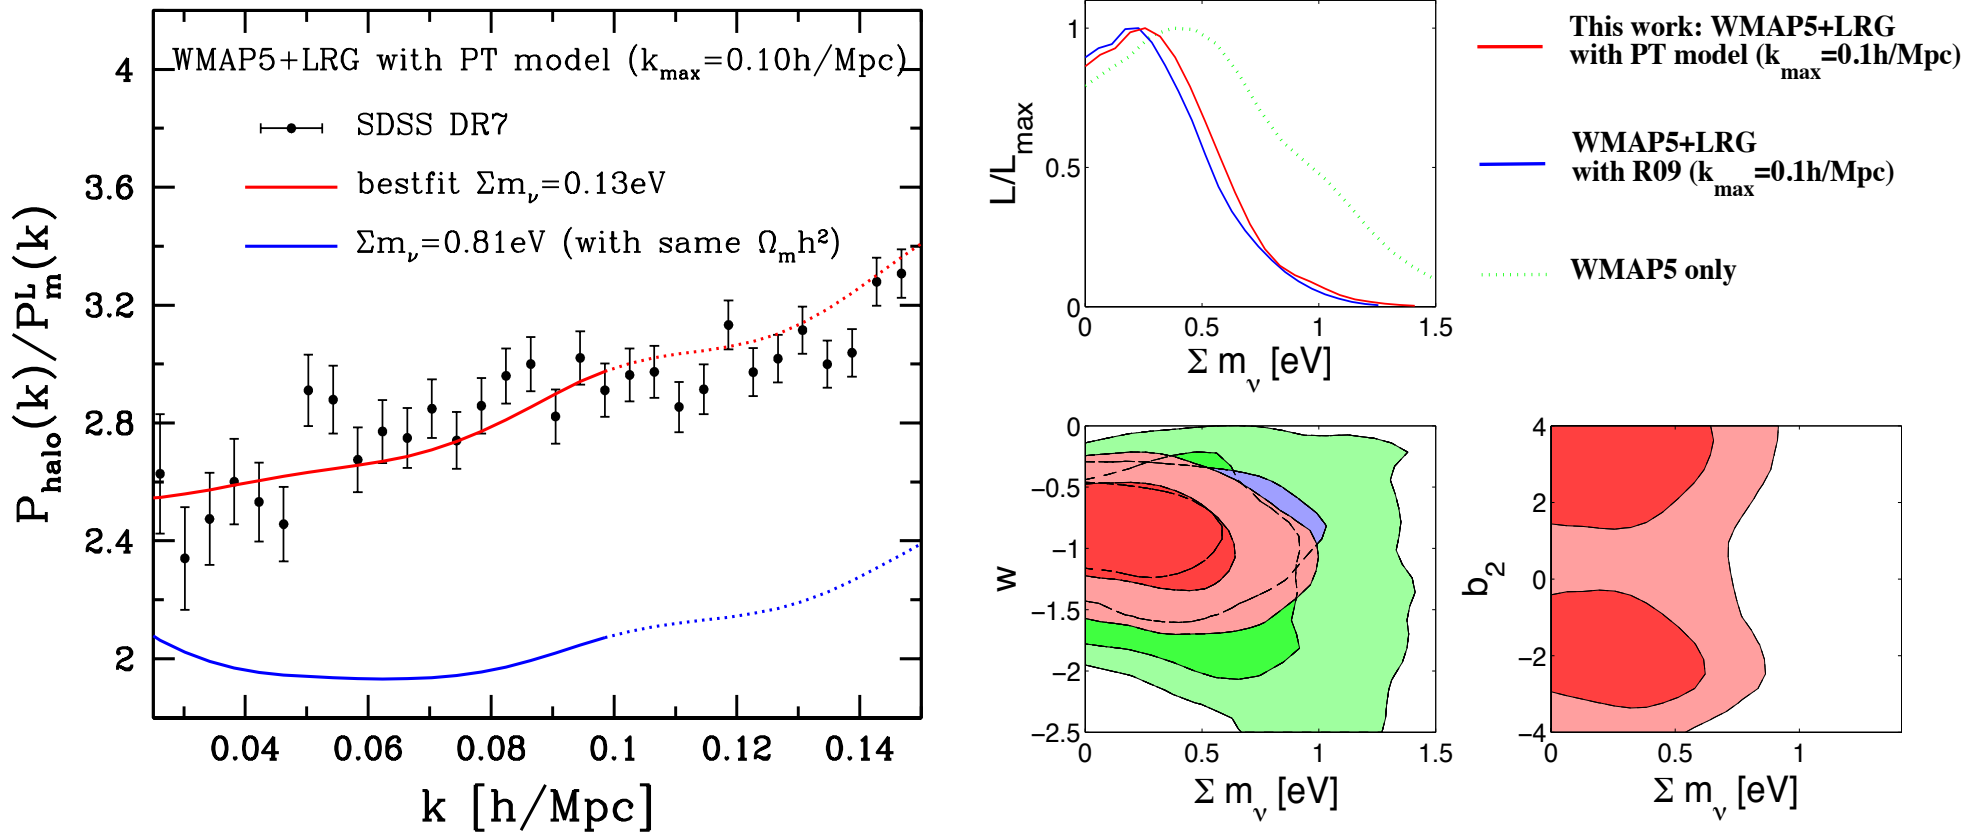 WMAP5+LRG with PT model (kmax=0.10h/Mpc)
SDSS DR7
bestfit Σmν=0.13eV
Σmν=0.81eV (with same Ωmh²)
Phalo(k)/PLm(k)
4
3.6
3.2
2.8
2.4
2
0.04 0.06 0.08 0.1 0.12 0.14
k [h/Mpc]
L/Lmax
1
0.5
0
0 0.5 1 1.5
Σ mν [eV]
This work: WMAP5+LRG
with PT model (kmax=0.1h/Mpc)
WMAP5+LRG
with R09 (kmax=0.1h/Mpc)
WMAP5 only
w
0
−0.5
−1
−1.5
−2
−2.5
0 0.5 1 1.5
Σ mν [eV]
b2
4
2
0
−2
−4
0 0.5 1
Σ mν [eV]